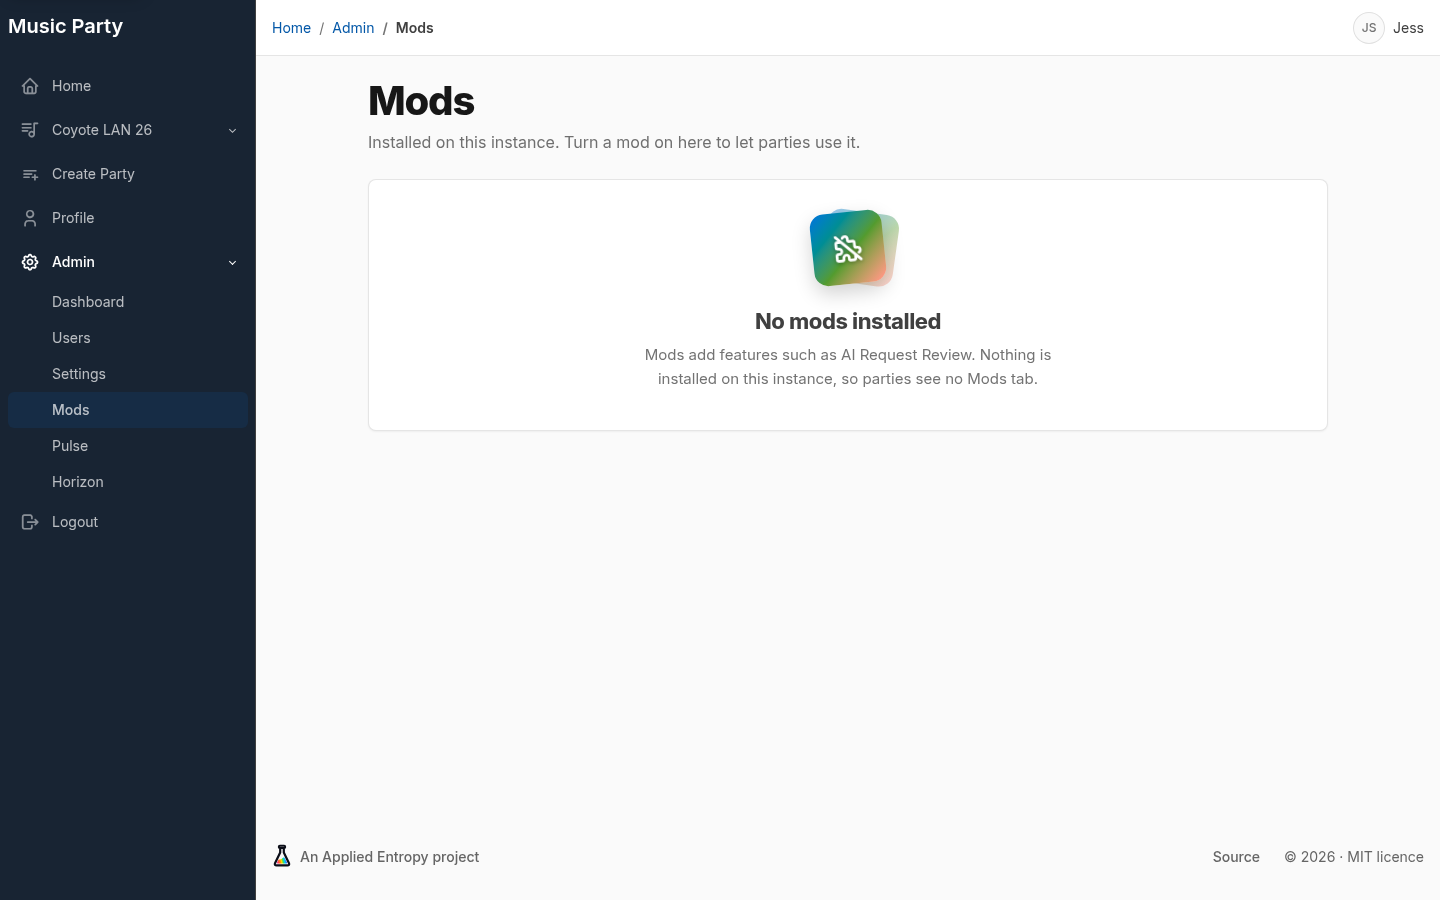 Music Party
Home
Coyote LAN 26
Create Party
Profile
Admin
Dashboard
Users
Settings
Mods
Pulse
Horizon
Logout
Home / Admin / Mods
JS Jess
Mods
Installed on this instance. Turn a mod on here to let parties use it.
No mods installed
Mods add features such as AI Request Review. Nothing is
installed on this instance, so parties see no Mods tab.
An Applied Entropy project
Source © 2026 · MIT licence